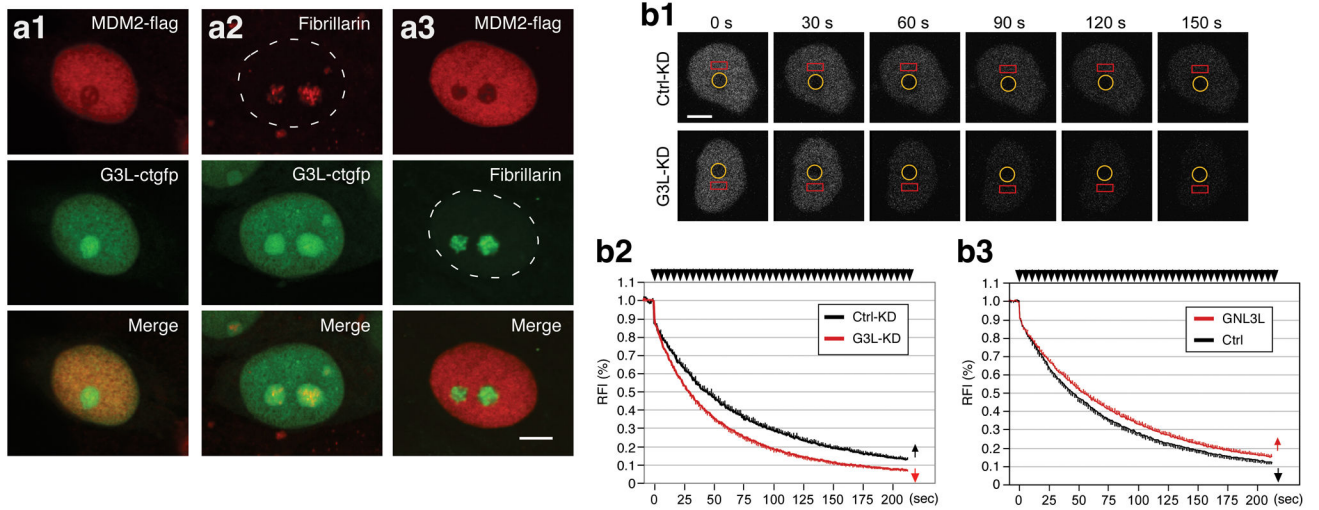 a1
MDM2-flag
G3L-ctgfp
Merge
a2
Fibrillarin
G3L-ctgfp
Merge
a3
MDM2-flag
Fibrillarin
Merge
b1
0 s 30 s 60 s 90 s 120 s 150 s
Ctrl-KD
G3L-KD
b2
RFI (%)
1.1
1.0
0.9
0.8
0.7
0.6
0.5
0.4
0.3
0.2
0.1
0
Ctrl-KD
G3L-KD
0 25 50 75 100 125 150 175 200 (sec)
b3
RFI (%)
1.1
1.0
0.9
0.8
0.7
0.6
0.5
0.4
0.3
0.2
0.1
0
GNL3L
Ctrl
0 25 50 75 100 125 150 175 200 (sec)